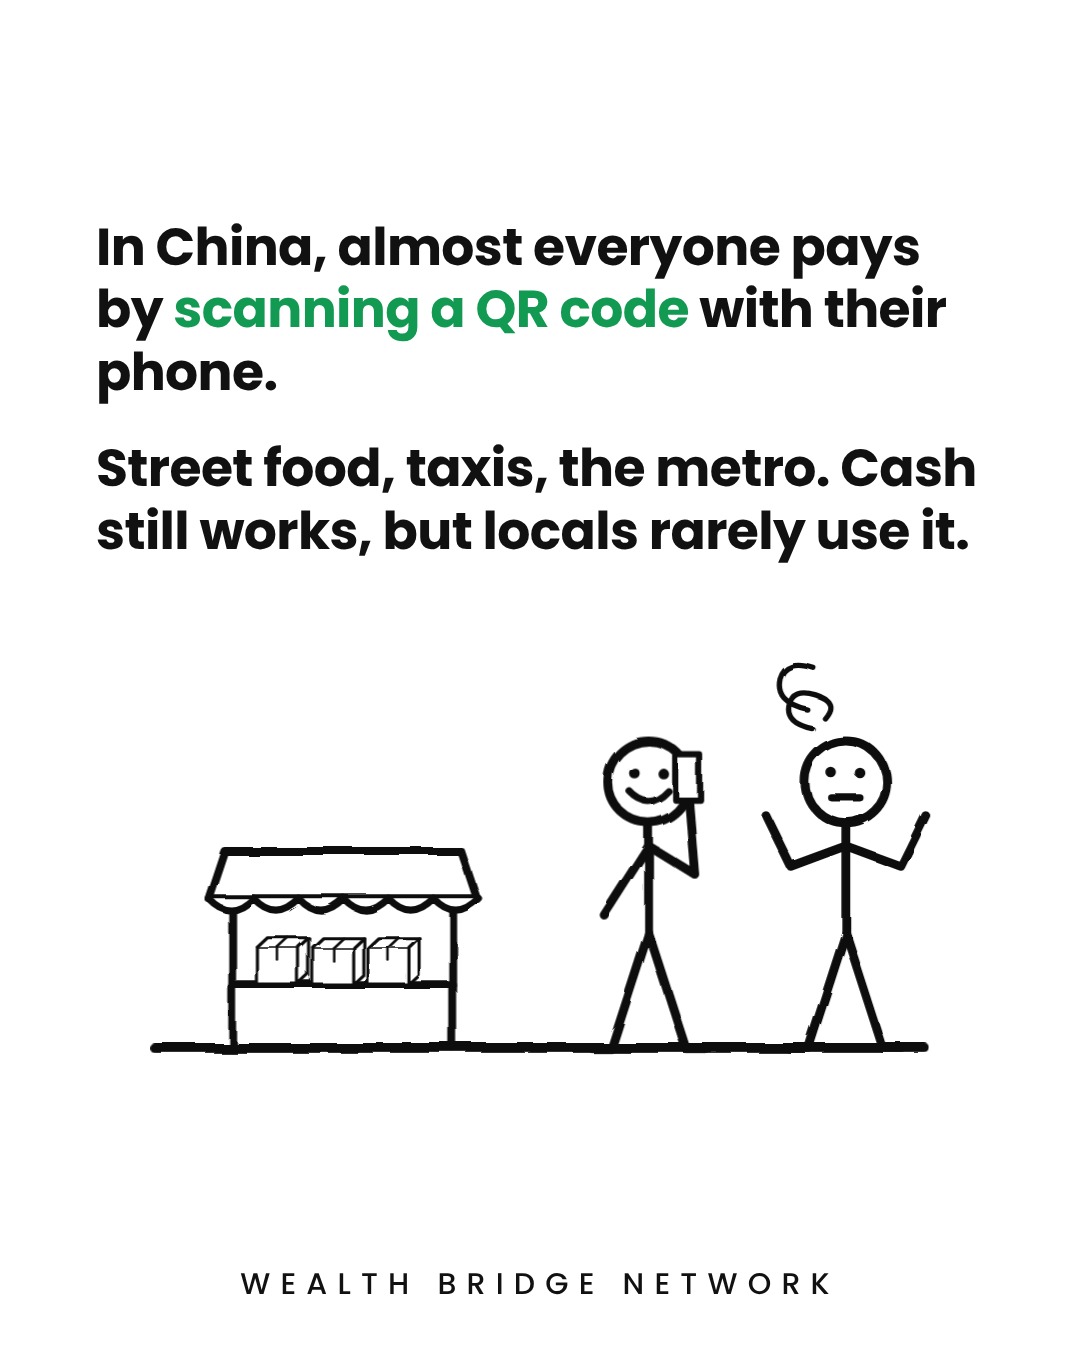 In China, almost everyone pays
by scanning a QR code with their
phone.
Street food, taxis, the metro. Cash
still works, but locals rarely use it.
WEALTH BRIDGE NETWORK